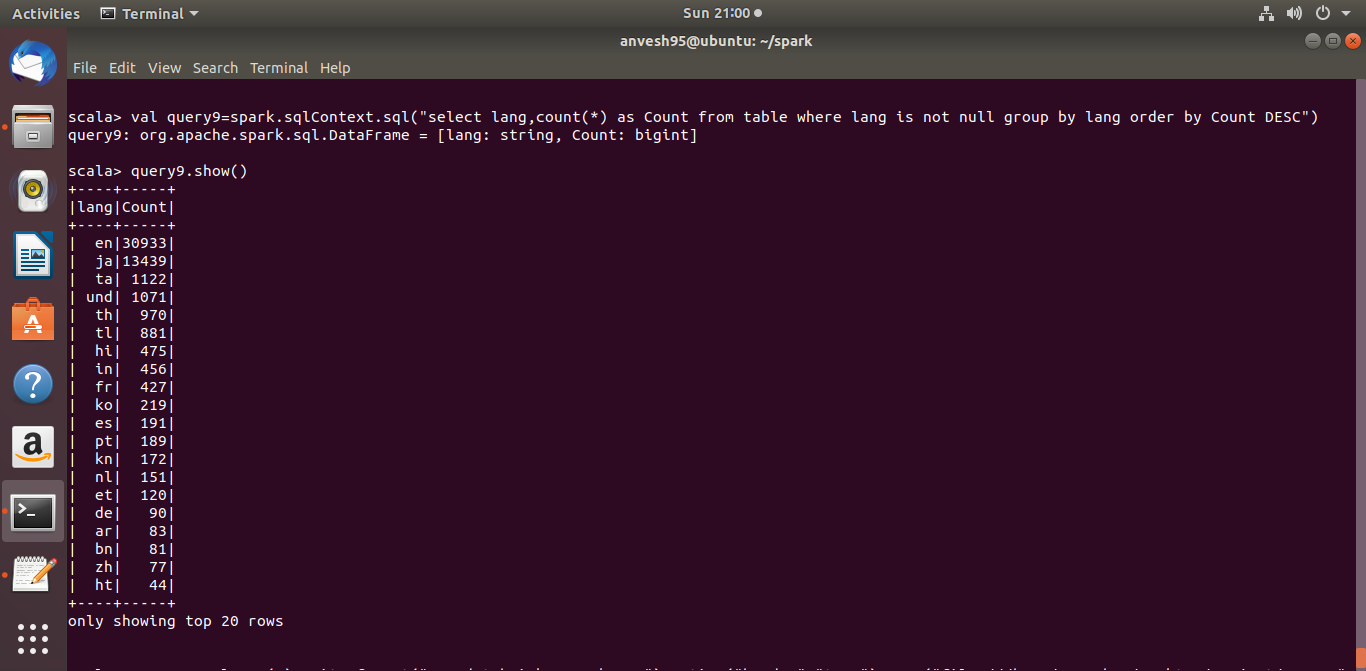 Activities Terminal Sun 21:00
anvesh95@ubuntu: ~/spark
File Edit View Search Terminal Help
scala> val query9=spark.sqlContext.sql("select lang,count(*) as Count from table where lang is not null group by lang order by Count DESC")
query9: org.apache.spark.sql.DataFrame = [lang: string, Count: bigint]
scala> query9.show()
+----+-----+
|lang|Count|
+----+-----+
|  en|30933|
|  ja|13439|
|  ta| 1122|
| und| 1071|
|  th|  970|
|  tl|  881|
|  hi|  475|
|  in|  456|
|  fr|  427|
|  ko|  219|
|  es|  191|
|  pt|  189|
|  kn|  172|
|  nl|  151|
|  et|  120|
|  de|   90|
|  ar|   83|
|  bn|   81|
|  zh|   77|
|  ht|   44|
+----+-----+
only showing top 20 rows